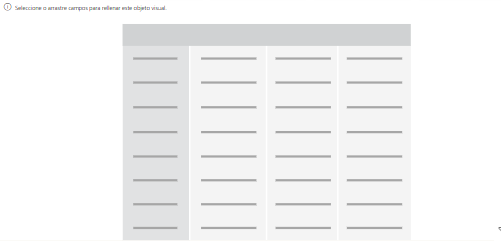 Seleccione o arrastre campos para rellenar este objeto visual.